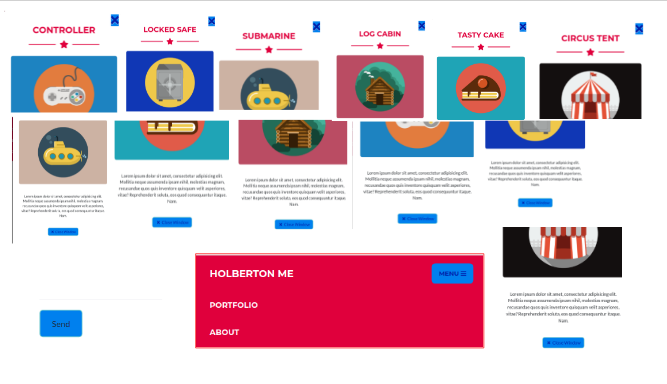 CONTROLLER
LOCKED SAFE
SUBMARINE
LOG CABIN
TASTY CAKE
CIRCUS TENT
Lorem ipsum dolor sit amet, consectetur adipisicing elit.
Mollitia neque assumenda ipsam nihil, molestias magnam,
recusandae quos quis inventore quisquam velit asperiores,
vitae? Reprehenderit soluta, eos quod consequuntur itaque.
Nam.
Close Window
Lorem ipsum dolor sit amet, consectetur adipisicing elit.
Mollitia neque assumenda ipsam nihil, molestias magnam,
recusandae quos quis inventore quisquam velit asperiores,
vitae? Reprehenderit soluta, eos quod consequuntur itaque.
Nam.
Close Window
Lorem ipsum dolor sit amet, consectetur adipisicing elit.
Mollitia neque assumenda ipsam nihil, molestias magnam,
recusandae quos quis inventore quisquam velit asperiores,
vitae? Reprehenderit soluta, eos quod consequuntur itaque.
Nam.
Close Window
Lorem ipsum dolor sit amet, consectetur adipisicing elit.
Mollitia neque assumenda ipsam nihil, molestias magnam,
recusandae quos quis inventore quisquam velit asperiores,
vitae? Reprehenderit soluta, eos quod consequuntur itaque.
Nam.
Close Window
Lorem ipsum dolor sit amet, consectetur adipisicing elit.
Mollitia neque assumenda ipsam nihil, molestias magnam,
recusandae quos quis inventore quisquam velit asperiores,
vitae? Reprehenderit soluta, eos quod consequuntur itaque.
Nam.
Close Window
HOLBERTON ME
MENU
PORTFOLIO
ABOUT
Send
Lorem ipsum dolor sit amet, consectetur adipisicing elit.
Mollitia neque assumenda ipsam nihil, molestias magnam,
recusandae quos quis inventore quisquam velit asperiores,
vitae? Reprehenderit soluta, eos quod consequuntur itaque.
Nam.
Close Window